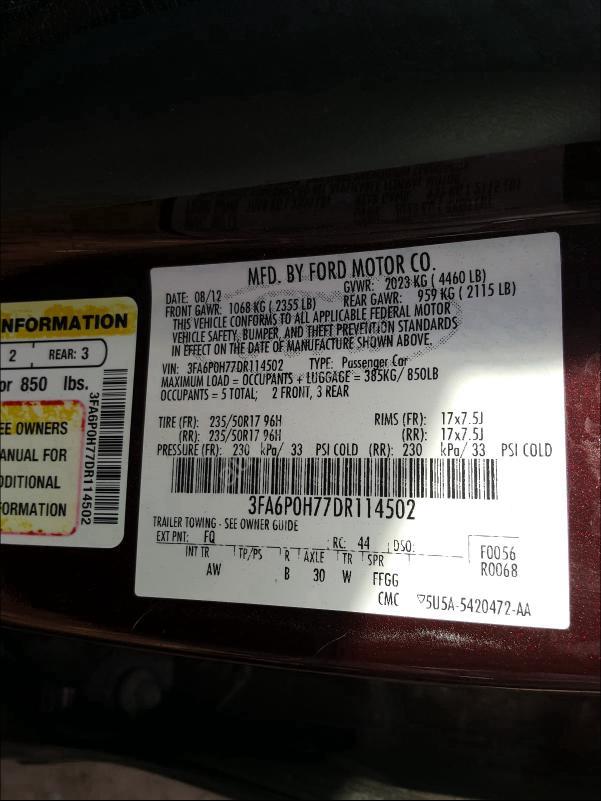 MFD. BY FORD MOTOR CO.
DATE: 08/12 GVWR: 2023 KG ( 4460 LB)
FRONT GAWR: 1068 KG ( 2355 LB) REAR GAWR: 959 KG ( 2115 LB)
THIS VEHICLE CONFORMS TO ALL APPLICABLE FEDERAL MOTOR
VEHICLE SAFETY, BUMPER, AND THEFT PREVENTION STANDARDS
IN EFFECT ON THE DATE OF MANUFACTURE SHOWN ABOVE.
VIN: 3FA6P0H77DR114502 TYPE: Passenger Car
MAXIMUM LOAD = OCCUPANTS + LUGGAGE = 385KG/ 850LB
OCCUPANTS = 5 TOTAL; 2 FRONT, 3 REAR
TIRE (FR): 235/50R17 96H RIMS (FR): 17x7.5J
(RR): 235/50R17 96H (RR): 17x7.5J
PRESSURE (FR): 230 kPa/ 33 PSI COLD (RR): 230 kPa/ 33 PSI COLD
3FA6P0H77DR114502
TRAILER TOWING - SEE OWNER GUIDE
EXT PNT: FQ RC: 44 DSO: F0056
INT TR TP/PS R AXLE TR SPR R0068
AW B 30 W FFGG
CMC ▽5U5A-5420472-AA
INFORMATION
2 REAR: 3
or 850 lbs.
EE OWNERS
MANUAL FOR
ADDITIONAL
FORMATION
3FA6P0H77DR114502